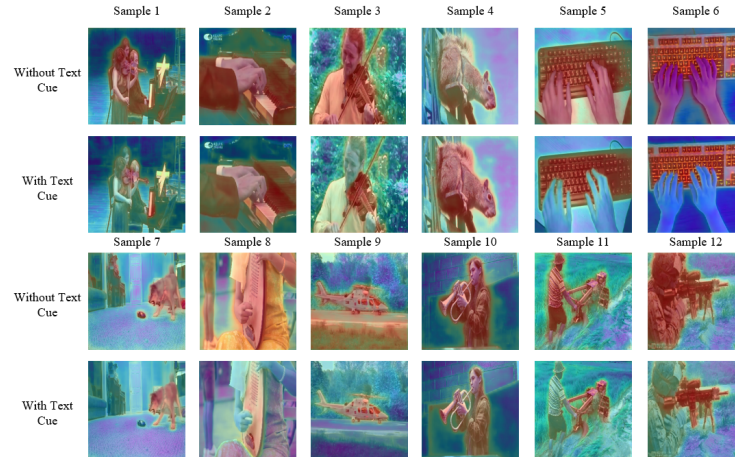 Sample 1 Sample 2 Sample 3 Sample 4 Sample 5 Sample 6
Without Text
Cue
With Text
Cue
Sample 7 Sample 8 Sample 9 Sample 10 Sample 11 Sample 12
Without Text
Cue
With Text
Cue